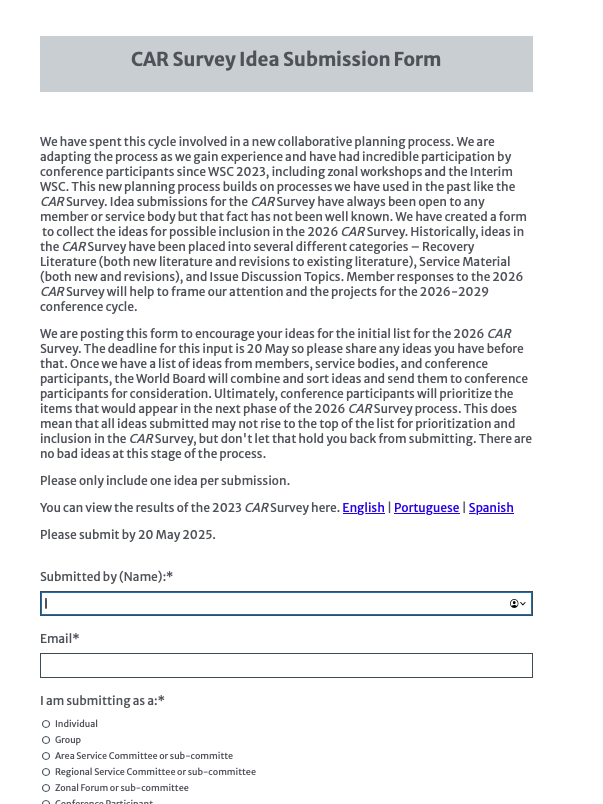 CAR Survey Idea Submission Form
We have spent this cycle involved in a new collaborative planning process. We are
adapting the process as we gain experience and have had incredible participation by
conference participants since WSC 2023, including zonal workshops and the Interim
WSC. This new planning process builds on processes we have used in the past like the
CAR Survey. Idea submissions for the CAR Survey have always been open to any
member or service body but that fact has not been well known. We have created a form
to collect the ideas for possible inclusion in the 2026 CAR Survey. Historically, ideas in
the CAR Survey have been placed into several different categories – Recovery
Literature (both new literature and revisions to existing literature), Service Material
(both new and revisions), and Issue Discussion Topics. Member responses to the 2026
CAR Survey will help to frame our attention and the projects for the 2026-2029
conference cycle.
We are posting this form to encourage your ideas for the initial list for the 2026 CAR
Survey. The deadline for this input is 20 May so please share any ideas you have before
that. Once we have a list of ideas from members, service bodies, and conference
participants, the World Board will combine and sort ideas and send them to conference
participants for consideration. Ultimately, conference participants will prioritize the
items that would appear in the next phase of the 2026 CAR Survey process. This does
mean that all ideas submitted may not rise to the top of the list for prioritization and
inclusion in the CAR Survey, but don't let that hold you back from submitting. There are
no bad ideas at this stage of the process.
Please only include one idea per submission.
You can view the results of the 2023 CAR Survey here. English | Portuguese | Spanish
Please submit by 20 May 2025.
Submitted by (Name):*
Email*
I am submitting as a:*
Individual
Group
Area Service Committee or sub-committe
Regional Service Committee or sub-committee
Zonal Forum or sub-committee
Conference Participant